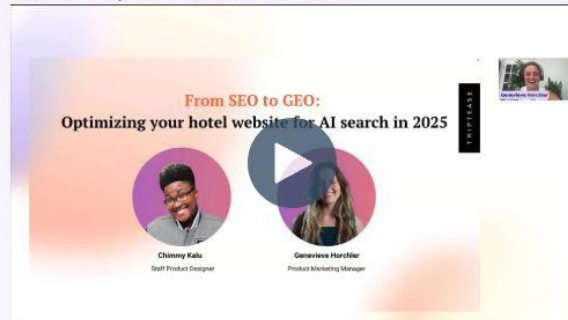 From SEO to GEO:
Optimizing your hotel website for AI search in 2025
TRIPTEASE
Chimmy Kalu
Staff Product Designer
Genevieve Horchler
Product Marketing Manager